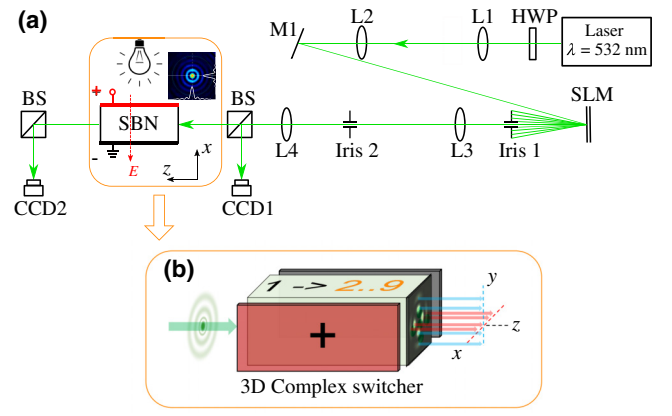 (a)
M1
L2
L1
HWP
Laser
λ = 532 nm
SLM
BS
+
SBN
-
E
x
z
BS
L4
Iris 2
L3
Iris 1
CCD2
CCD1
(b)
1 -> 2..9
+
y
z
x
3D Complex switcher